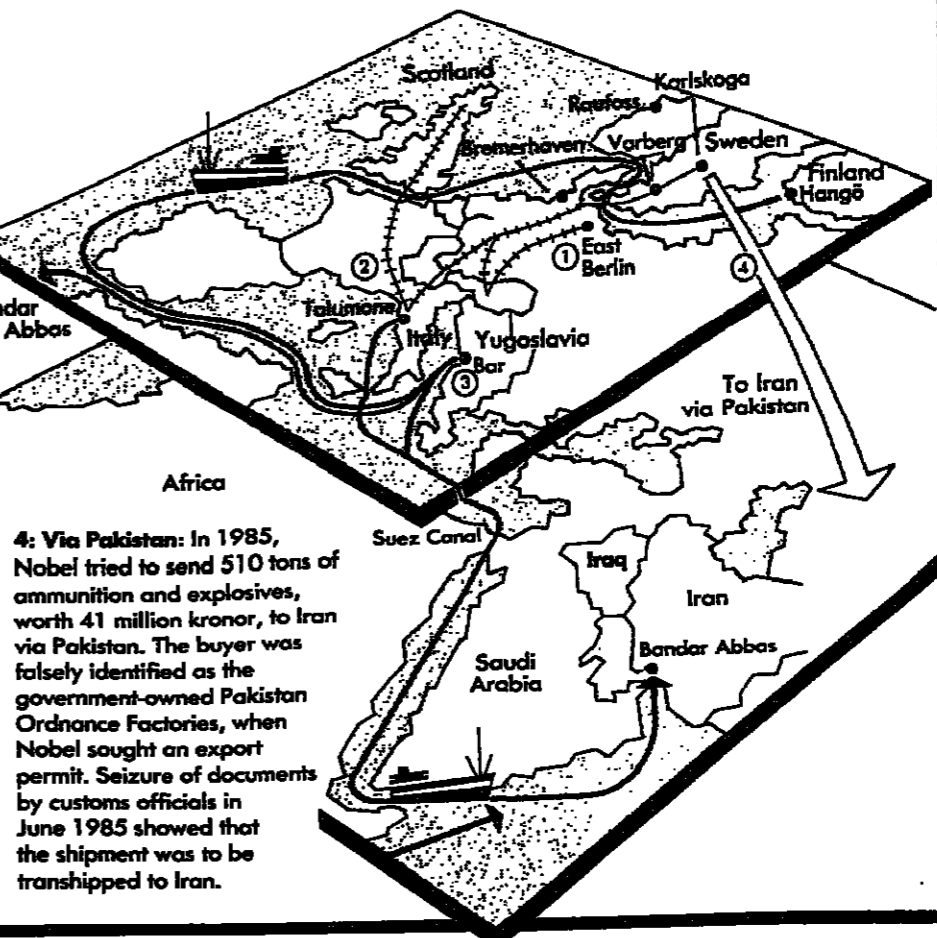 Scotland
Karlskoga
Raufoss
Bremerhaven
Varberg
Sweden
Finland
Hangö
2
1
East
Berlin
4
Abbas
Talumone
Italy
Yugoslavia
Bar
3
To Iran
via Pakistan
Africa
Suez Canal
Iraq
Iran
Bandar Abbas
Saudi
Arabia
4: Via Pakistan: In 1985,
Nobel tried to send 510 tons of
ammunition and explosives,
worth 41 million kronor, to Iran
via Pakistan. The buyer was
falsely identified as the
government-owned Pakistan
Ordnance Factories, when
Nobel sought an export
permit. Seizure of documents
by customs officials in
June 1985 showed that
the shipment was to be
transhipped to Iran.